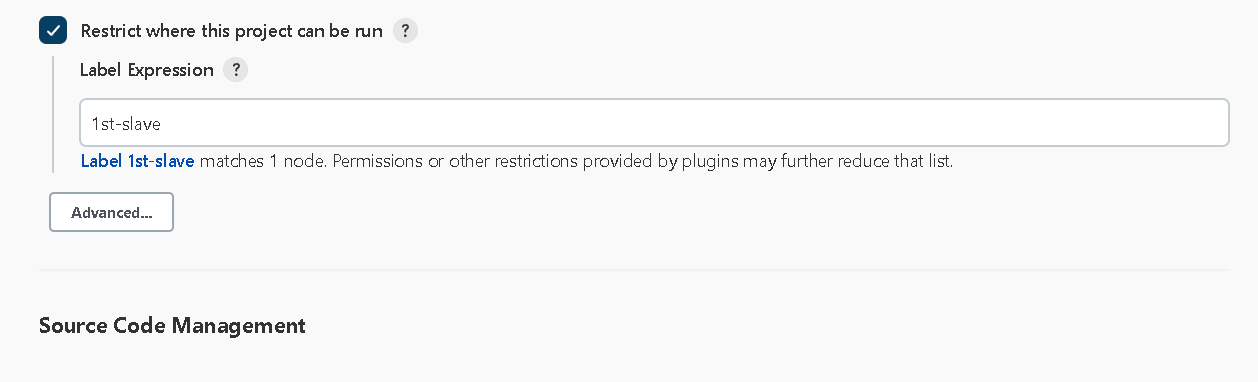 Restrict where this project can be run ?
Label Expression ?
1st-slave
Label 1st-slave matches 1 node. Permissions or other restrictions provided by plugins may further reduce that list.
Advanced...
Source Code Management